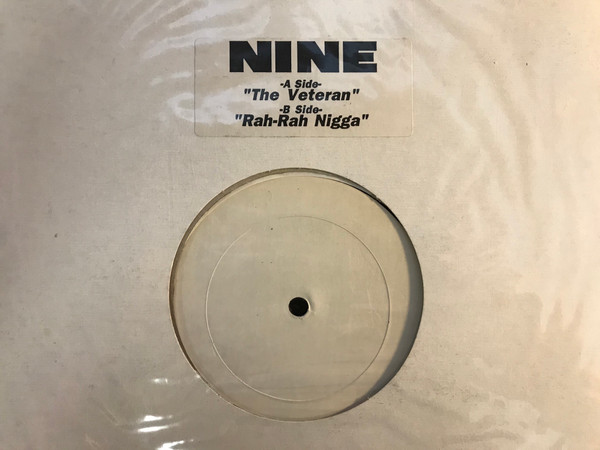 NINE
-A Side-
"The Veteran"
-B Side-
"Rah-Rah Nigga"